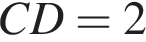 CD = 2